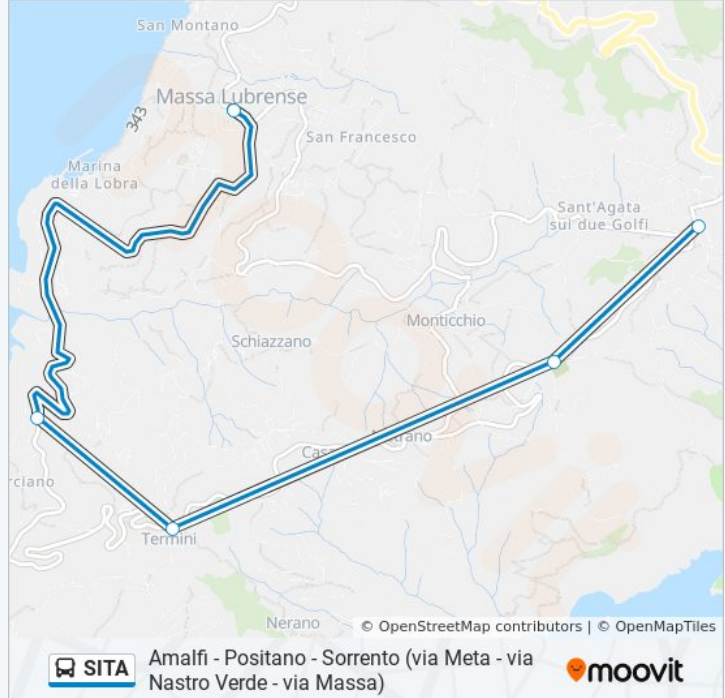 San Montano
Massa Lubrense
343
San Francesco
Marina
della Lobra
Sant'Agata
sui due Golfi
Monticchio
Schiazzano
Termini
Nerano
© OpenStreetMap contributors | © OpenMapTiles
SITA
Amalfi - Positano - Sorrento (via Meta - via
Nastro Verde - via Massa)
moovit